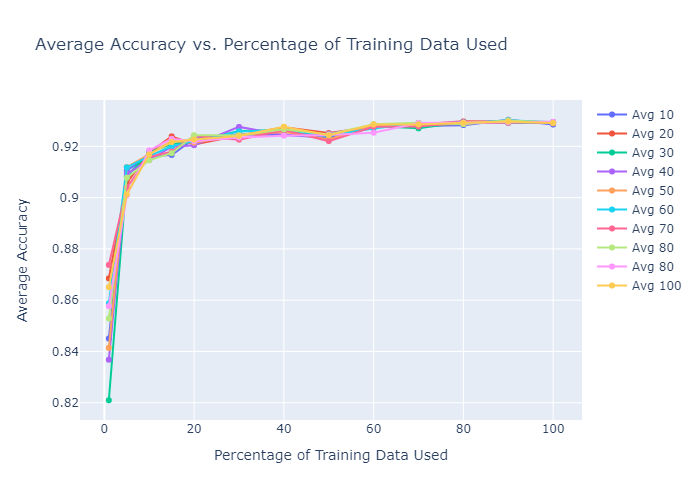 Average Accuracy vs. Percentage of Training Data Used
Average Accuracy
0.92
0.9
0.88
0.86
0.84
0.82
0
20
40
60
80
100
Percentage of Training Data Used
Avg 10
Avg 20
Avg 30
Avg 40
Avg 50
Avg 60
Avg 70
Avg 80
Avg 80
Avg 100